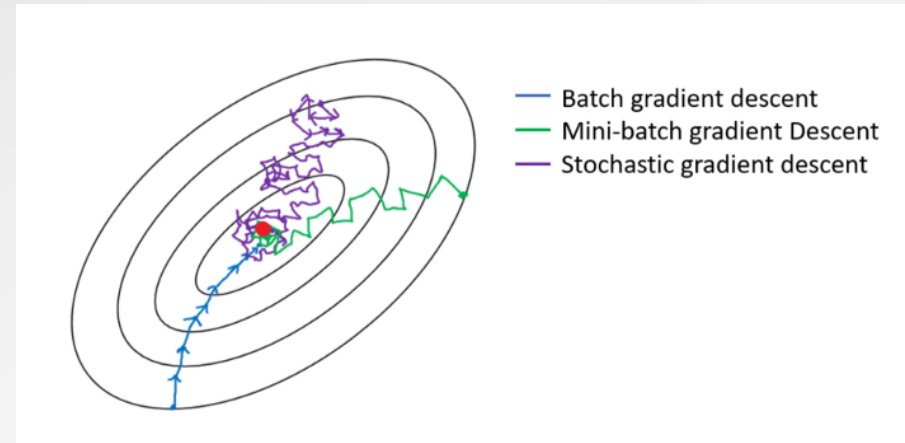 Batch gradient descent
Mini-batch gradient Descent
Stochastic gradient descent